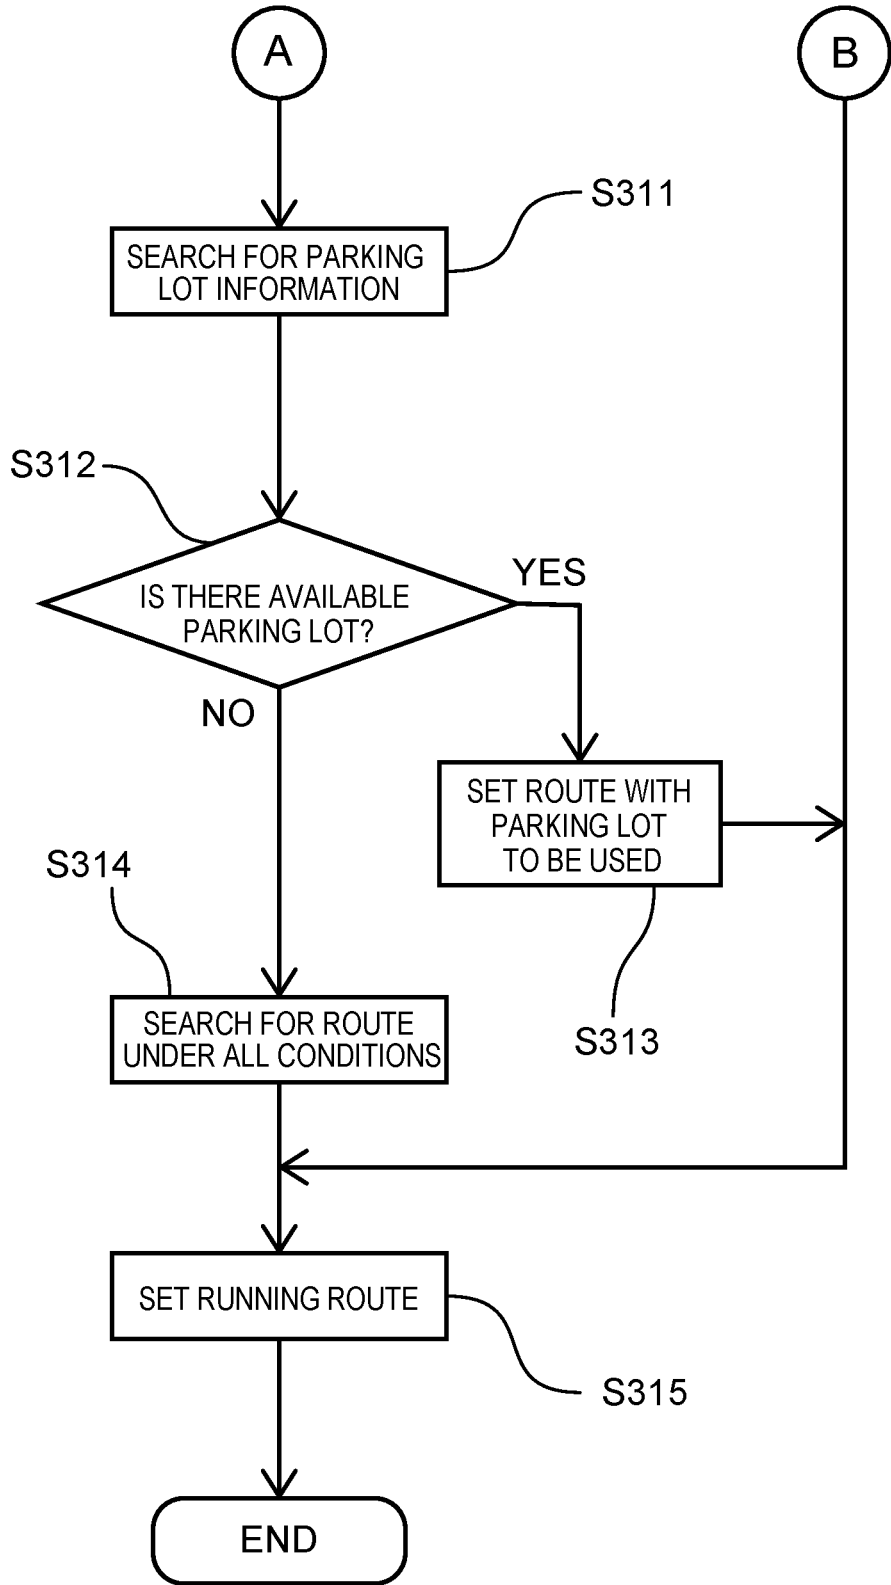 A
B
S311
SEARCH FOR PARKING
LOT INFORMATION
S312
YES
IS THERE AVAILABLE
PARKING LOT?
NO
SET ROUTE WITH
PARKING LOT
TO BE USED
S314
S313
SEARCH FOR ROUTE
UNDER ALL CONDITIONS
SET RUNNING ROUTE
S315
END